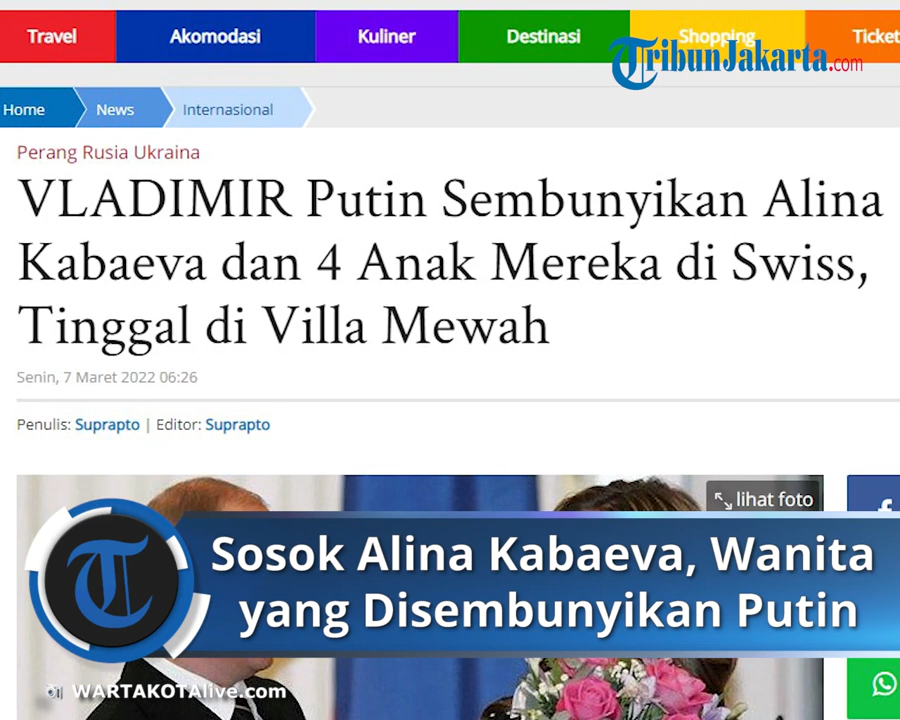 Travel Akomodasi Kuliner Destinasi Shopping Ticket
TribunJakarta.com
Home News Internasional
Perang Rusia Ukraina
VLADIMIR Putin Sembunyikan Alina
Kabaeva dan 4 Anak Mereka di Swiss,
Tinggal di Villa Mewah
Senin, 7 Maret 2022 06:26
Penulis: Suprapto | Editor: Suprapto
lihat foto
Sosok Alina Kabaeva, Wanita
yang Disembunyikan Putin
WARTAKOTAlive.com